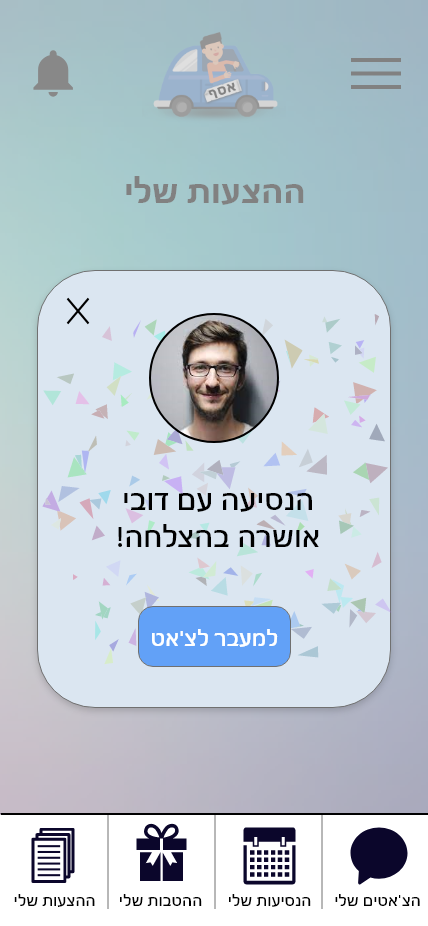 אסף
ההצעות שלי
הנסיעה עם דובי
אושרה בהצלחה!
למעבר לצ'אט
הצ'אטים שלי
הנסיעות שלי
ההטבות שלי
ההצעות שלי